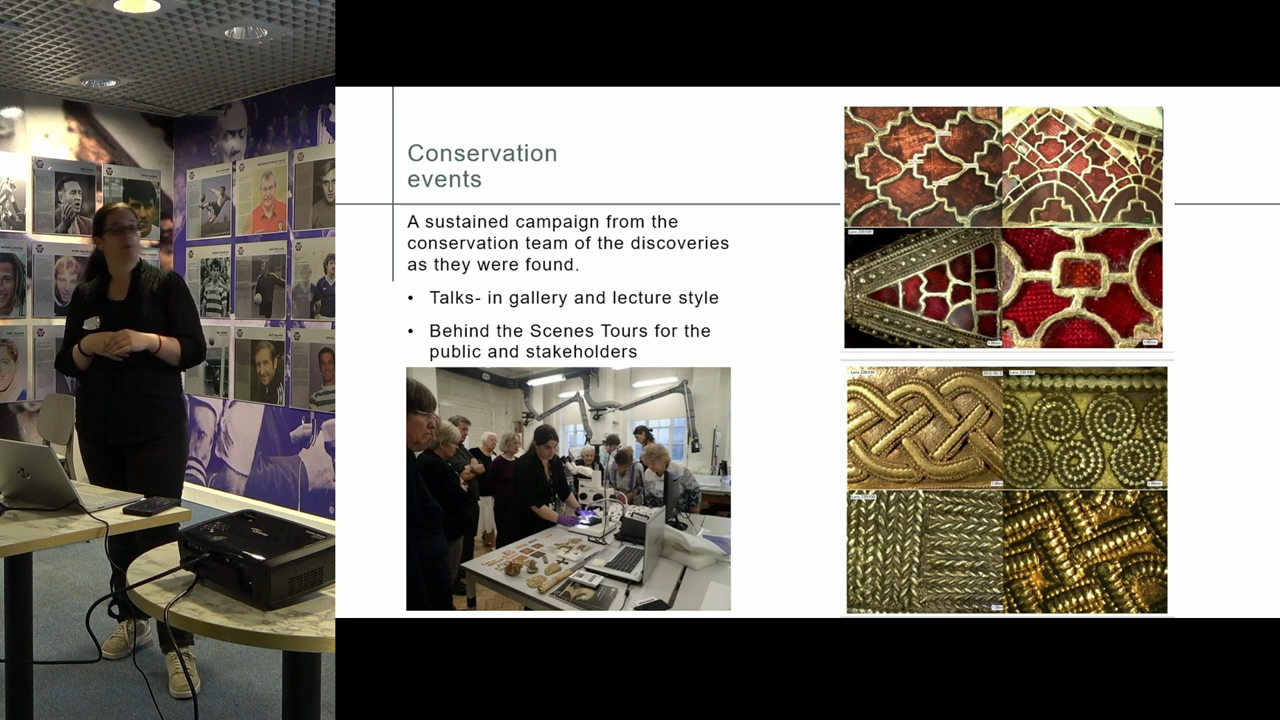 Conservation
events
A sustained campaign from the
conservation team of the discoveries
as they were found.
• Talks- in gallery and lecture style
• Behind the Scenes Tours for the
public and stakeholders